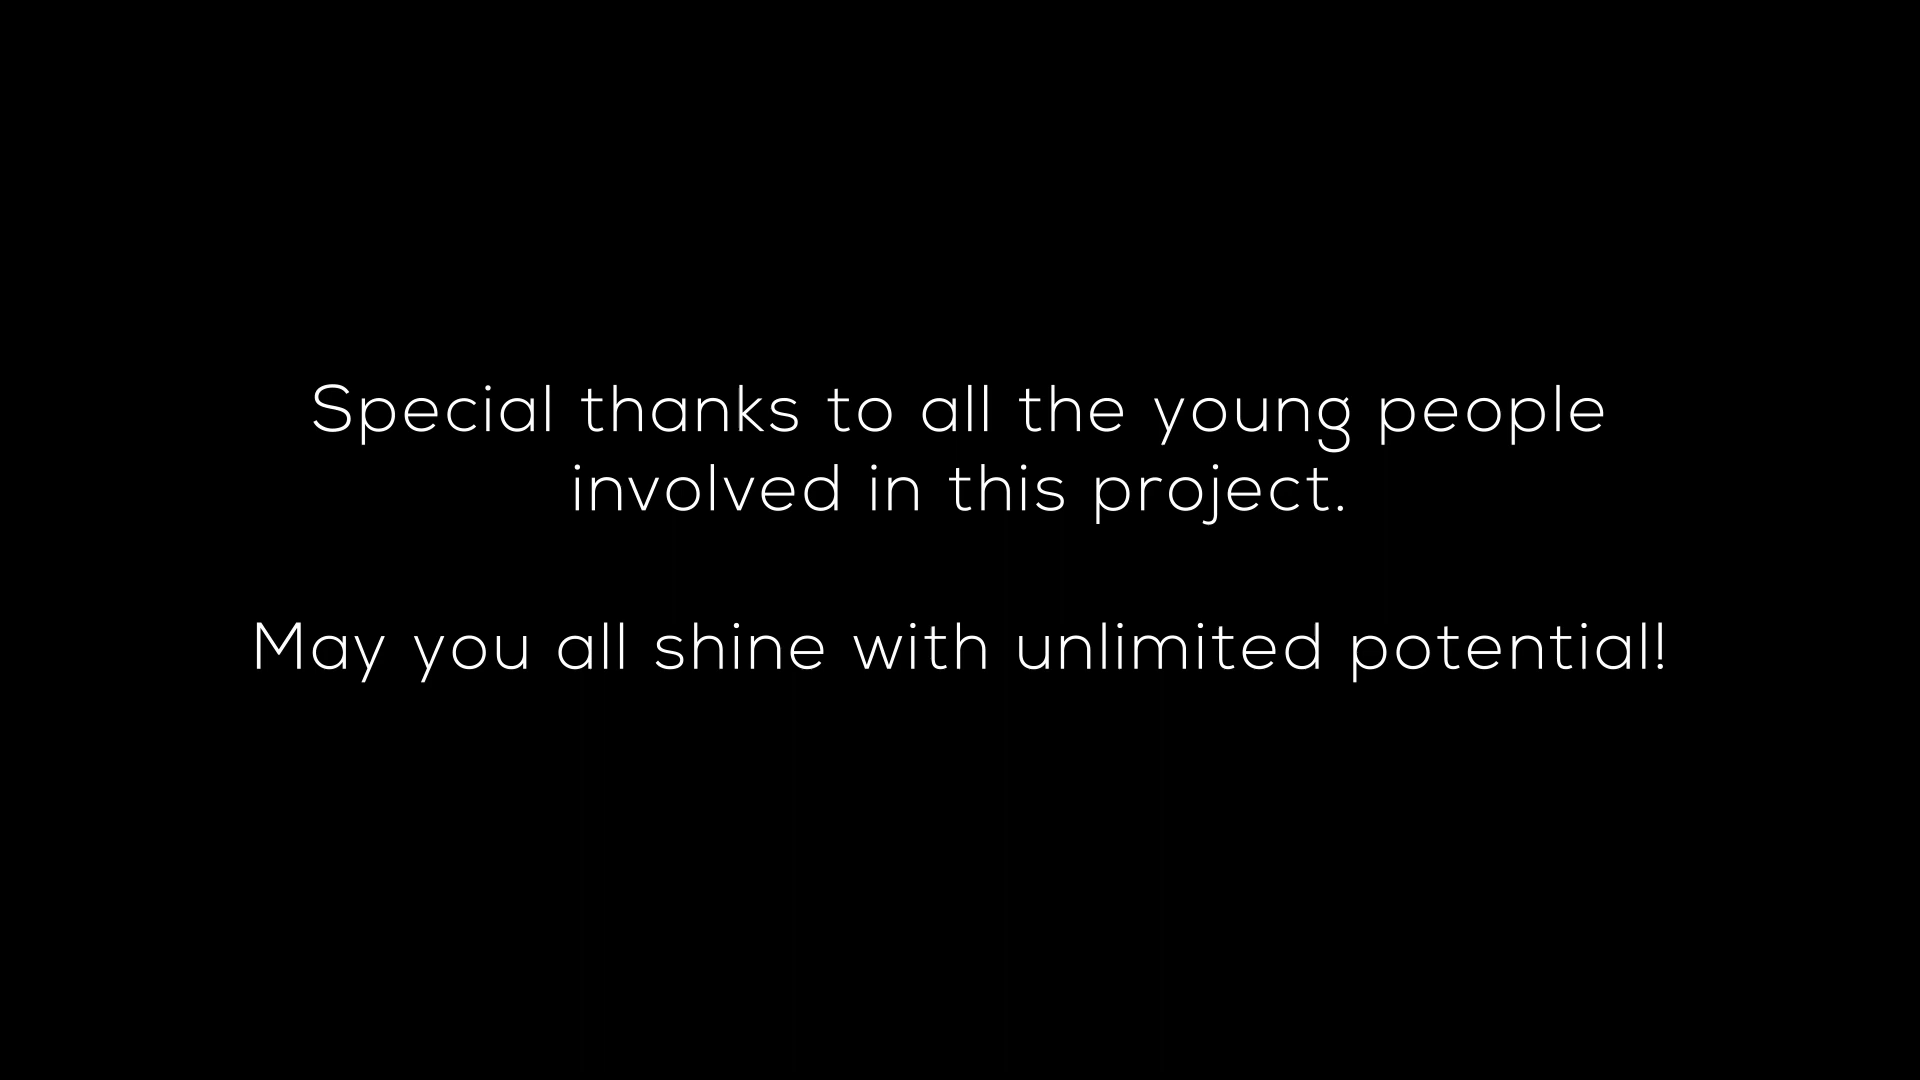 Special thanks to all the young people
involved in this project.
May you all shine with unlimited potential!